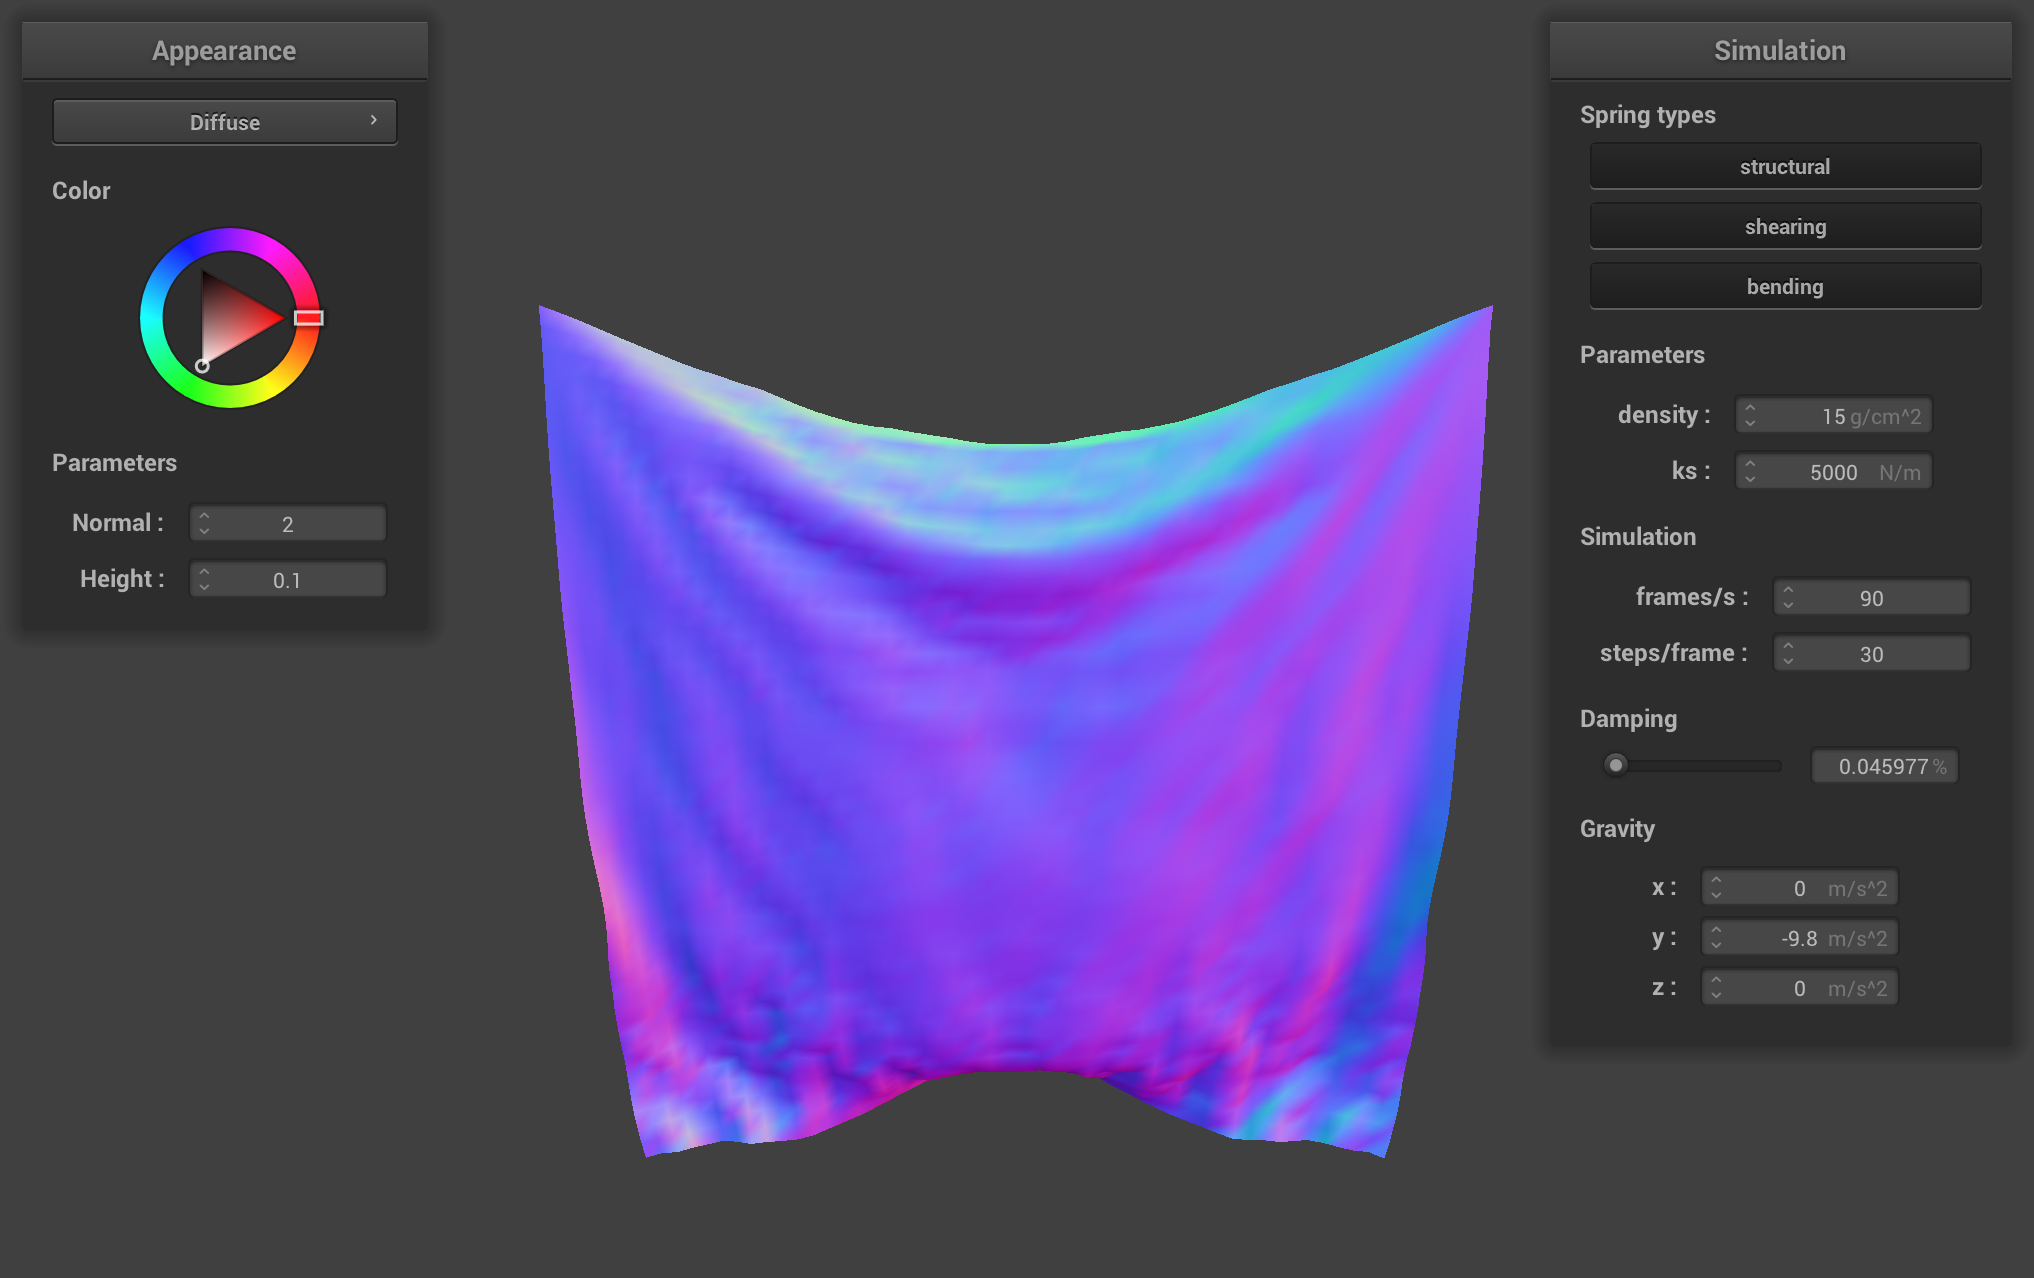 Appearance
Diffuse
Color
Parameters
Normal : 2
Height : 0.1
Simulation
Spring types
structural
shearing
bending
Parameters
density : 15 g/cm^2
ks : 5000 N/m
Simulation
frames/s : 90
steps/frame : 30
Damping
0.045977 %
Gravity
x : 0 m/s^2
y : -9.8 m/s^2
z : 0 m/s^2